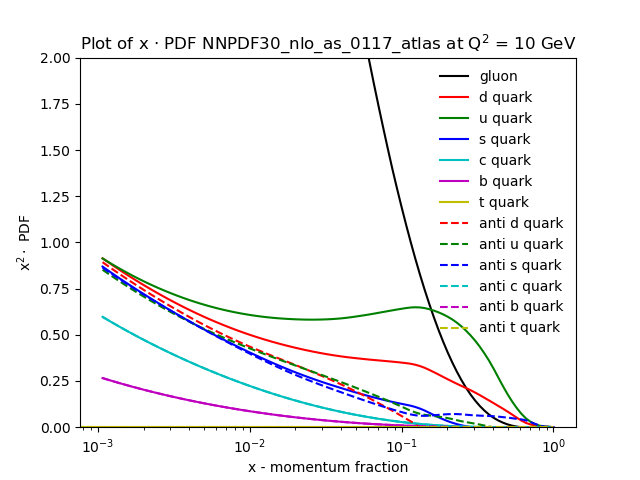 Plot of x · PDF NNPDF30_nlo_as_0117_atlas at Q² = 10 GeV
x² · PDF
2.00
1.75
1.50
1.25
1.00
0.75
0.50
0.25
0.00
gluon
d quark
u quark
s quark
c quark
b quark
t quark
anti d quark
anti u quark
anti s quark
anti c quark
anti b quark
anti t quark
10⁻³ 10⁻² 10⁻¹ 10⁰
x - momentum fraction